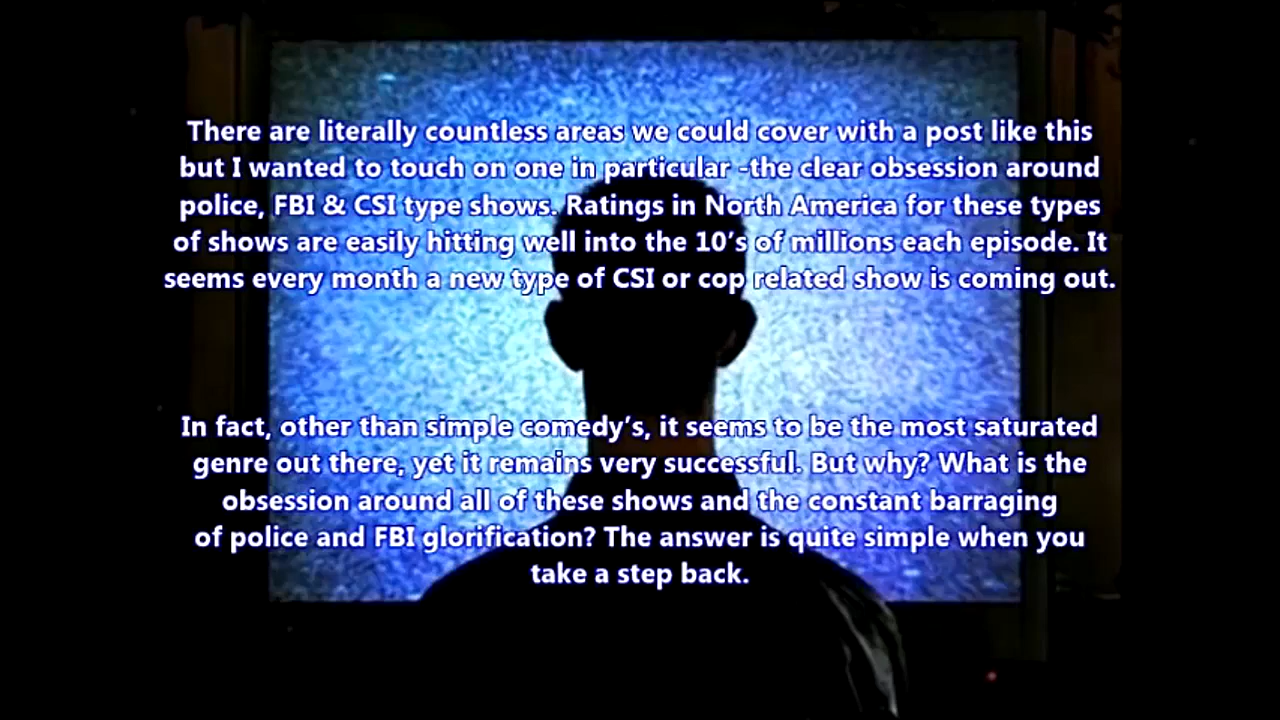 There are literally countless areas we could cover with a post like this
but I wanted to touch on one in particular -the clear obsession around
police, FBI & CSI type shows. Ratings in North America for these types
of shows are easily hitting well into the 10’s of millions each episode. It
seems every month a new type of CSI or cop related show is coming out.
In fact, other than simple comedy’s, it seems to be the most saturated
genre out there, yet it remains very successful. But why? What is the
obsession around all of these shows and the constant barraging
of police and FBI glorification? The answer is quite simple when you
take a step back.